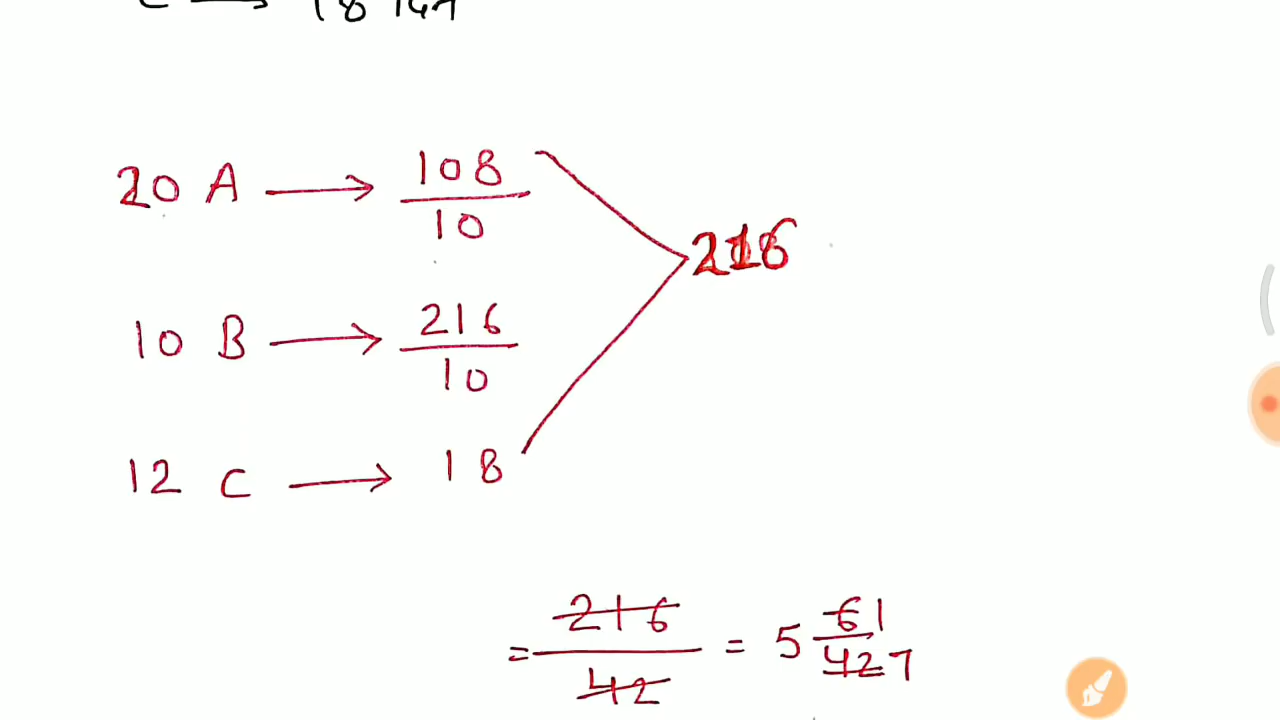 20 A → 108/10
216
10 B → 216/10
12 C → 18
= 216/42 = 5 6/42 1/7